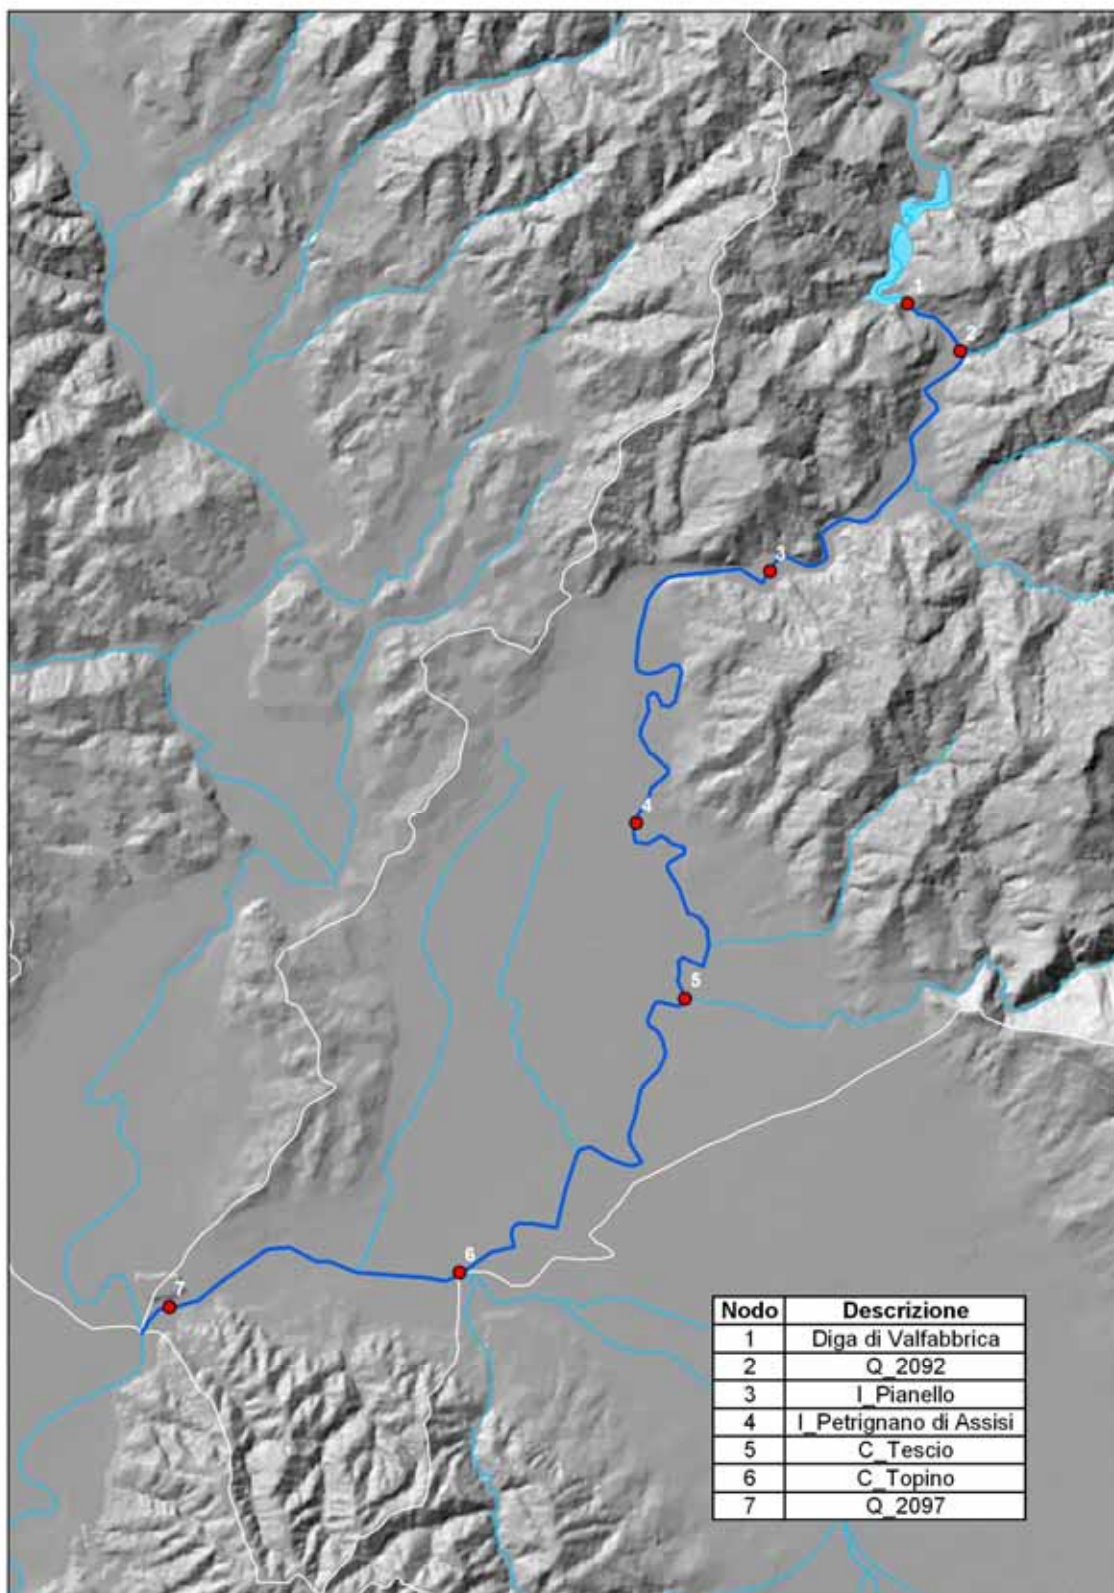 1
2
3
4
5
6
7
Nodo Descrizione
1 Diga di Valfabbrica
2 Q_2092
3 I_Pianello
4 I_Petrignano di Assisi
5 C_Tescio
6 C_Topino
7 Q_2097